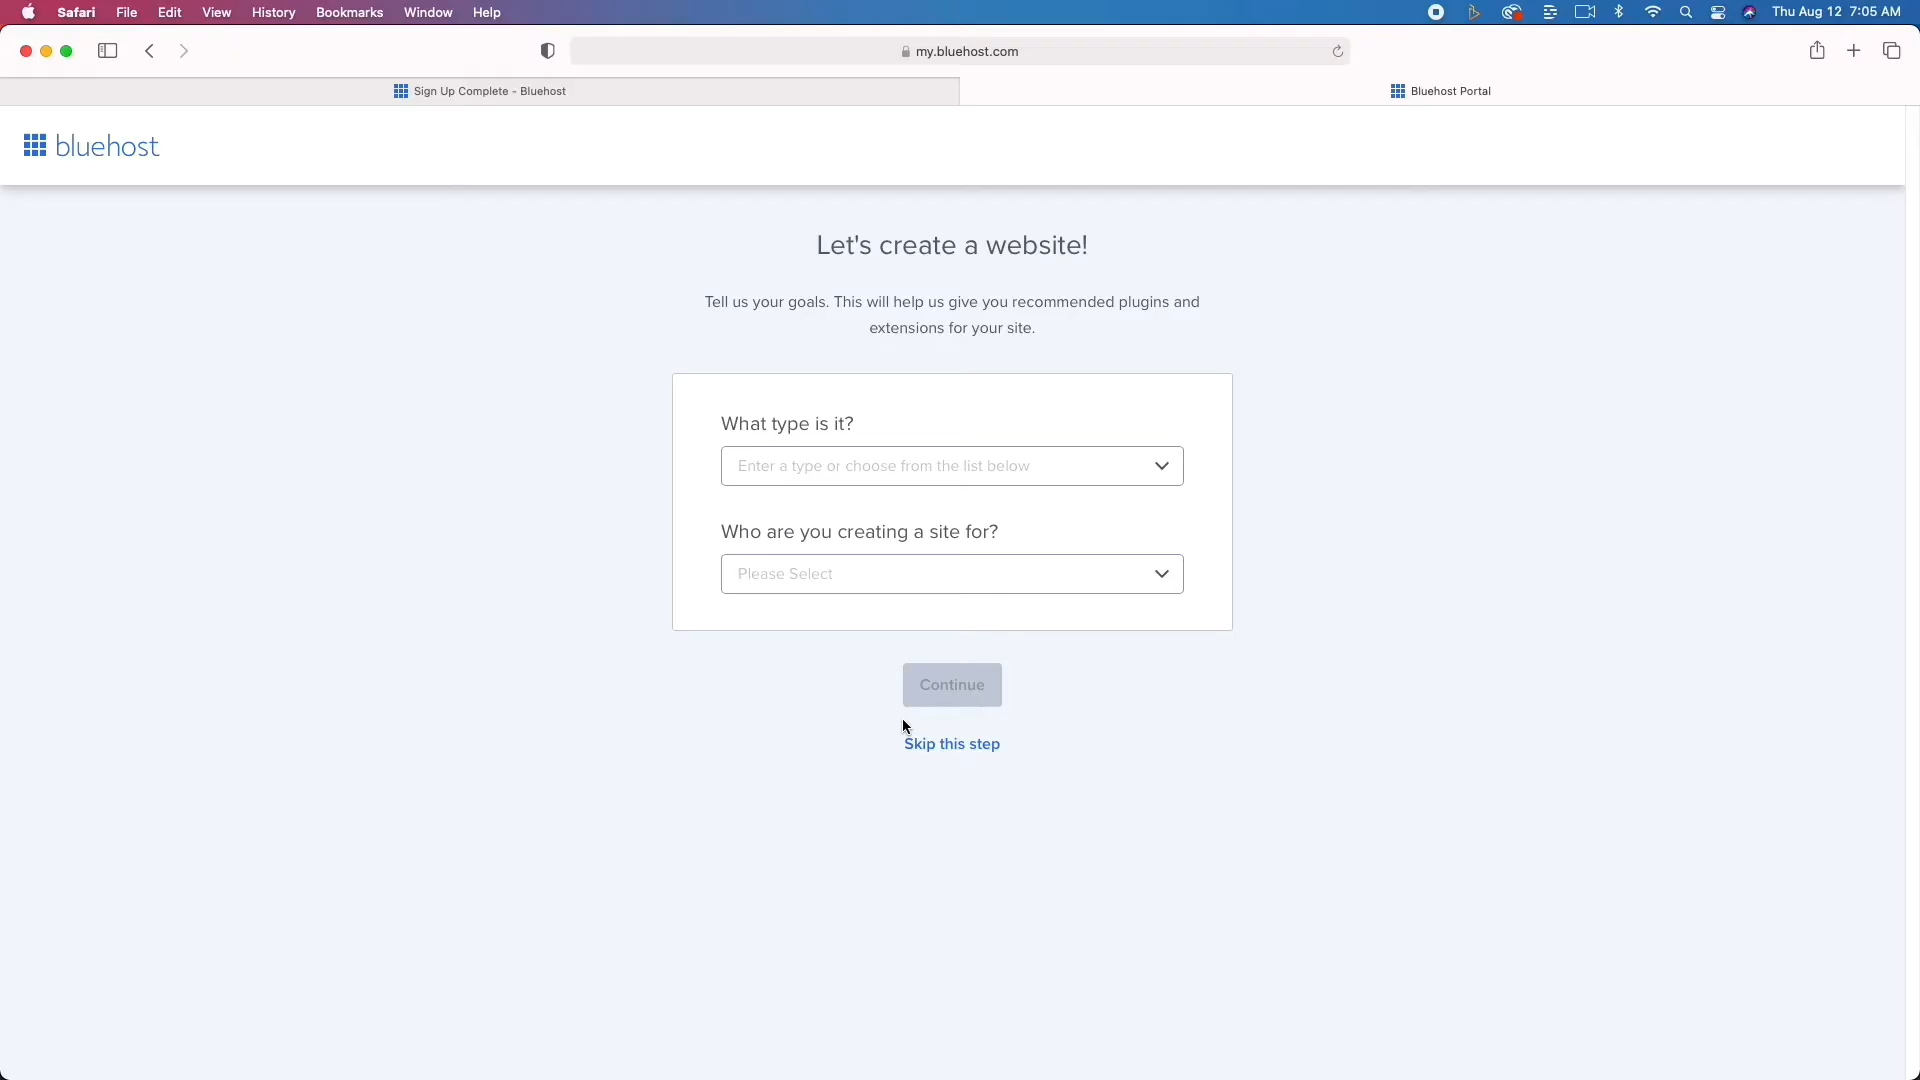 Safari File Edit View History Bookmarks Window Help Thu Aug 12 7:05 AM
my.bluehost.com
Sign Up Complete - Bluehost Bluehost Portal
bluehost
Let's create a website!
Tell us your goals. This will help us give you recommended plugins and
extensions for your site.
What type is it?
Enter a type or choose from the list below
Who are you creating a site for?
Please Select
Continue
Skip this step